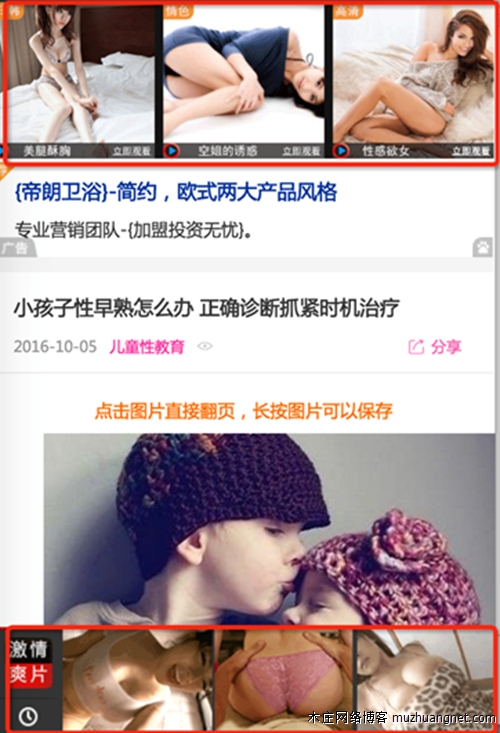 韩
情色
高清
美腿酥胸 立即观看
空姐的诱惑 立即观看
性感欲女 立即观看
{帝朗卫浴}-简约，欧式两大产品风格
专业营销团队-{加盟投资无忧}。
广告
小孩子性早熟怎么办 正确诊断抓紧时机治疗
2016-10-05 儿童性教育 分享
点击图片直接翻页，长按图片可以保存
激情
爽片
木庄网络博客 muzhuangnet.com